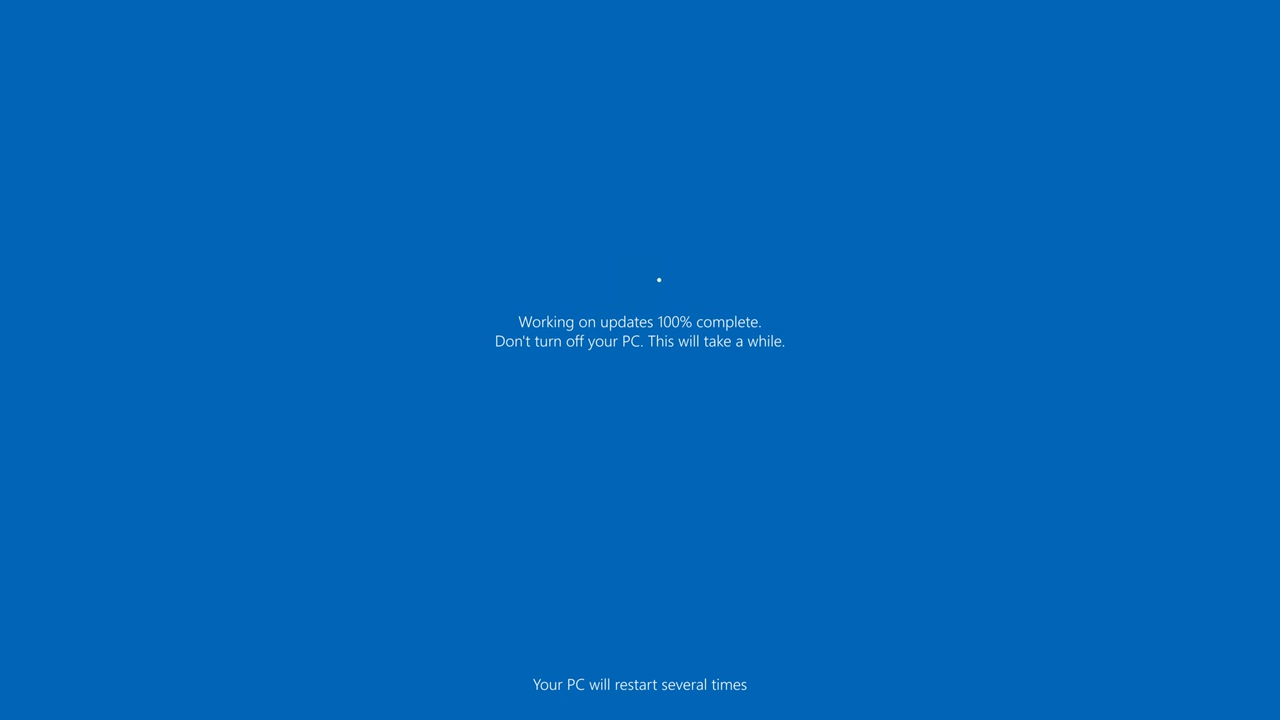 Working on updates 100% complete.
Don't turn off your PC. This will take a while.
Your PC will restart several times